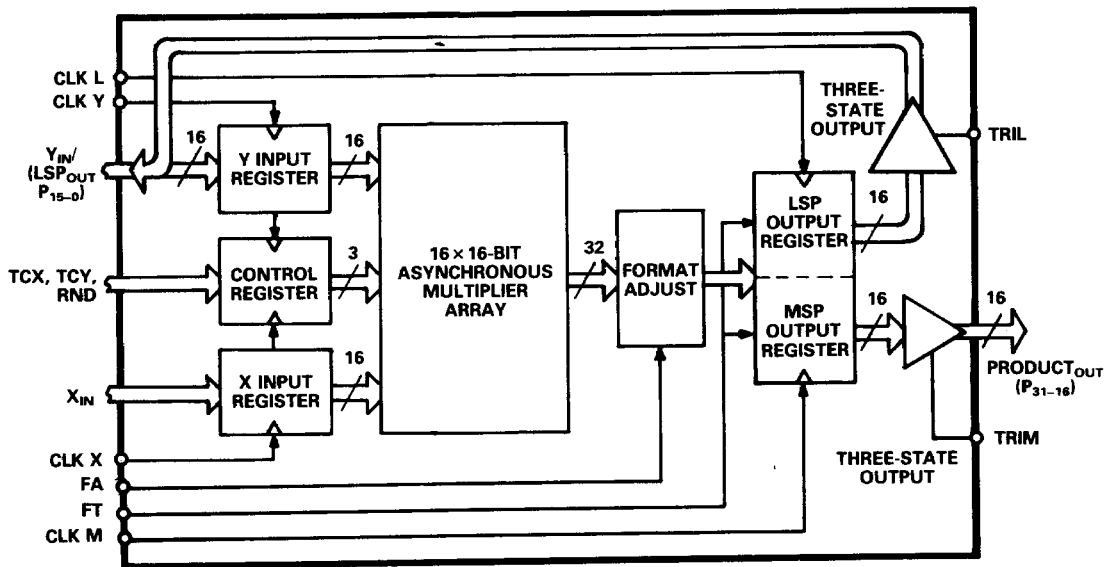 CLK L
CLK Y
THREE-
STATE
OUTPUT
TRIL
16
16
Y_IN/
(LSP_OUT
P_15–0)
Y INPUT
REGISTER
LSP
OUTPUT
REGISTER
16
TCX, TCY,
RND
CONTROL
REGISTER
3
16 × 16-BIT
ASYNCHRONOUS
MULTIPLIER
ARRAY
32
FORMAT
ADJUST
MSP
OUTPUT
REGISTER
16
16
PRODUCT_OUT
(P_31–16)
X_IN
X INPUT
REGISTER
16
CLK X
FA
FT
CLK M
THREE-STATE
OUTPUT
TRIM